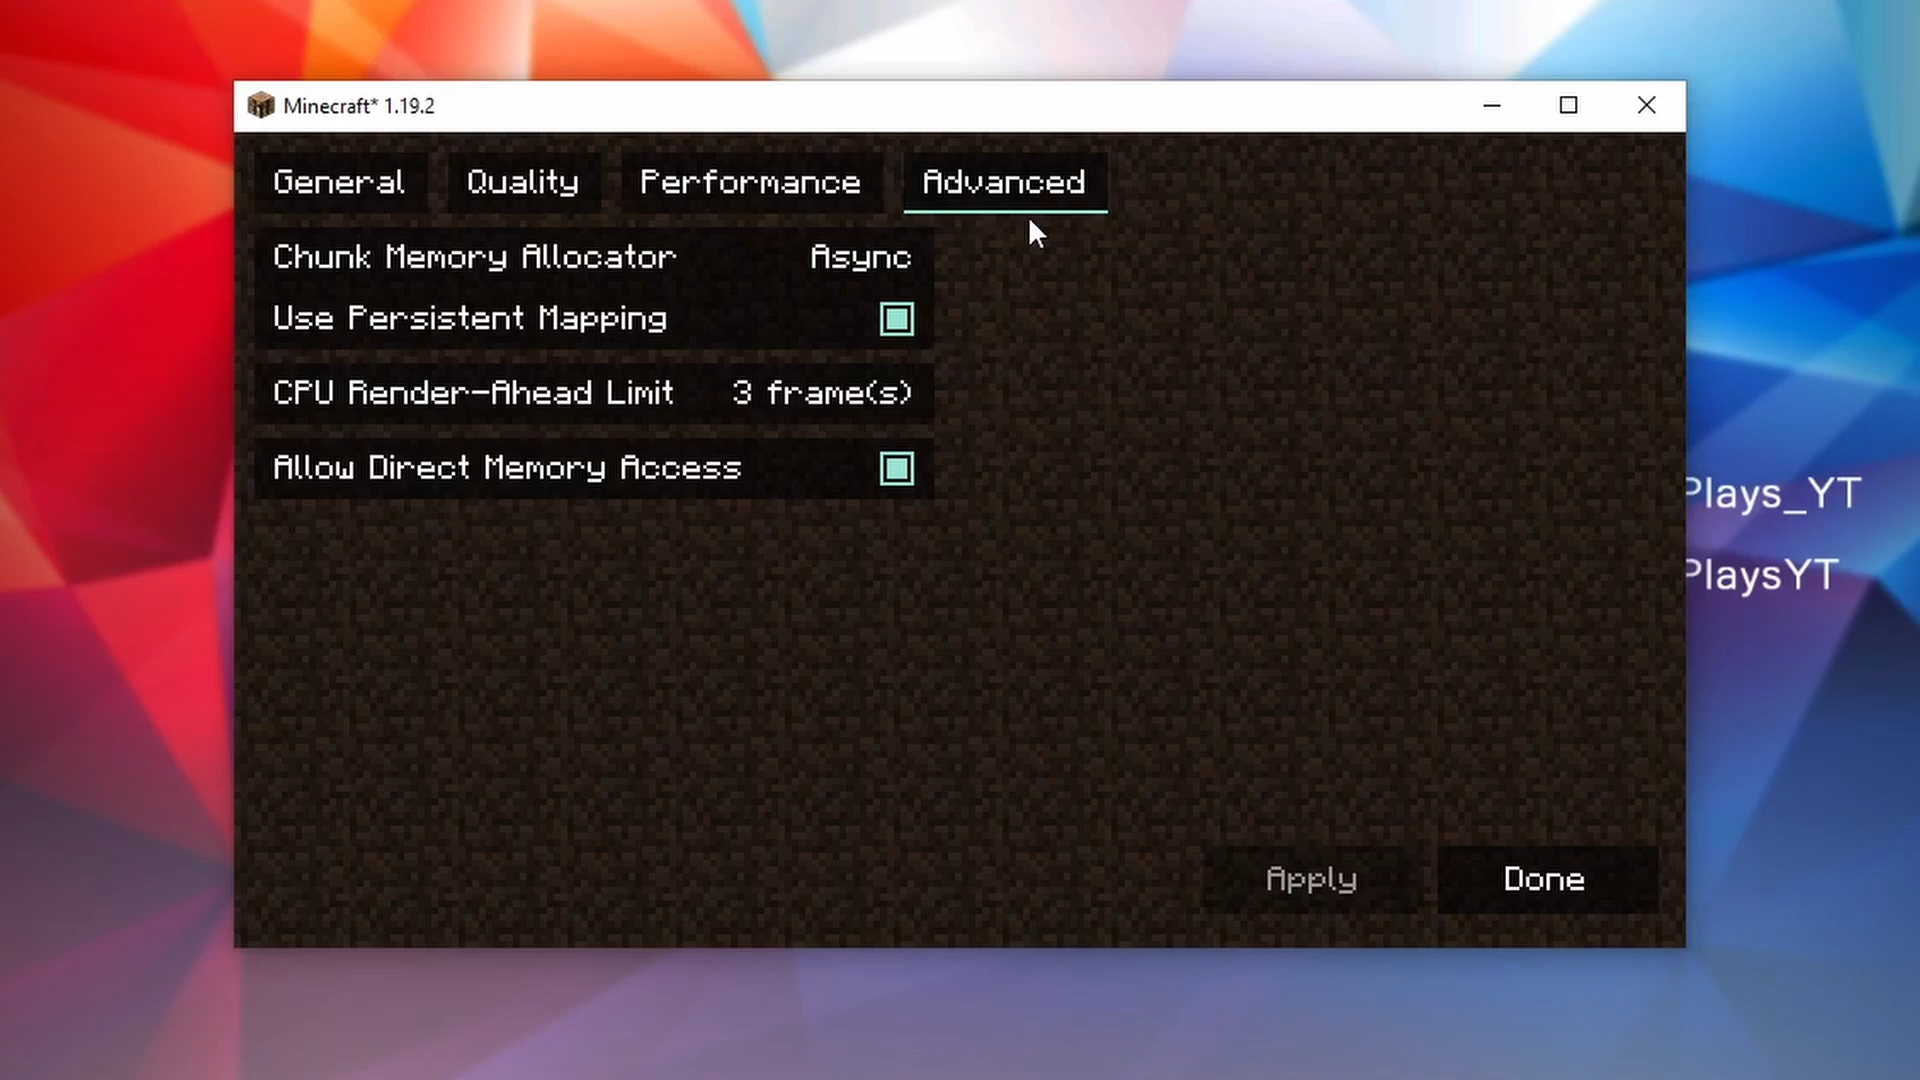 Minecraft* 1.19.2
General Quality Performance Advanced
Chunk Memory Allocator Async
Use Persistent Mapping
CPU Render-Ahead Limit 3 frame(s)
Allow Direct Memory Access
Plays_YT
PlaysYT
Apply Done